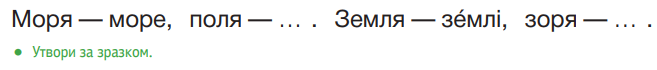 Моря — море, поля — … . Земля — зе́млі, зоря — … .
● Утвори за зразком.